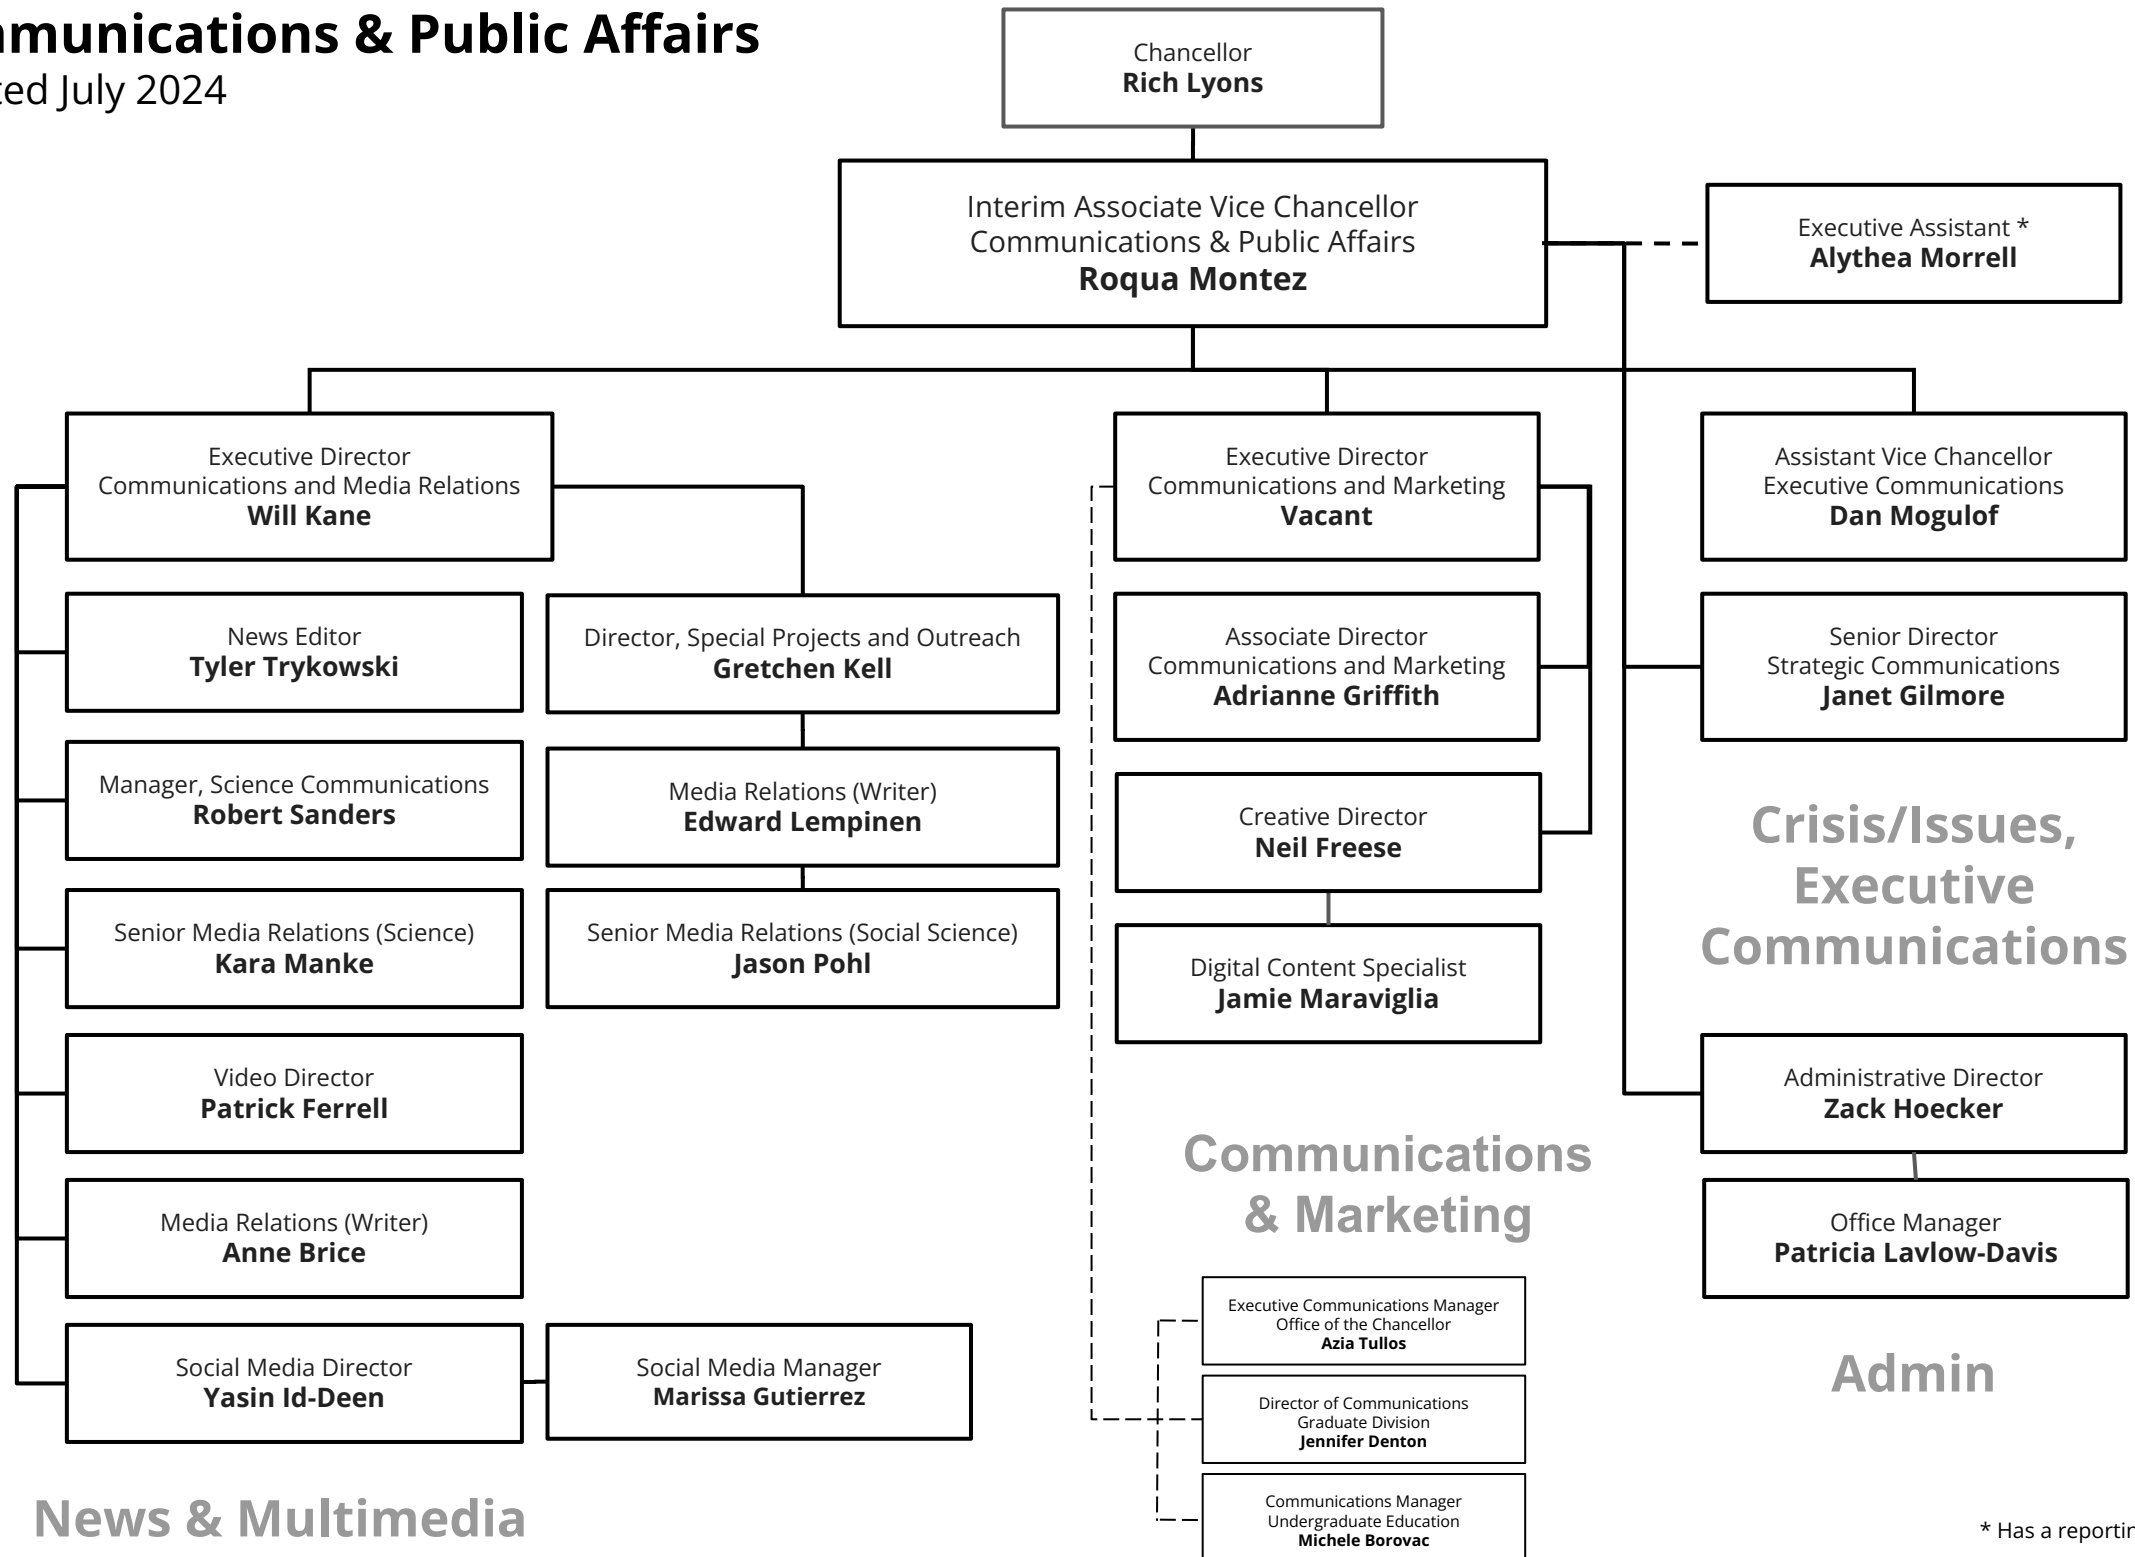 & Public Affairs
July 2024
Chancellor
Rich Lyons
Interim Associate Vice Chancellor
Communications & Public Affairs
Roqua Montez
Executive Assistant *
Alythea Morrell
Executive Director
Communications and Media Relations
Will Kane
Executive Director
Communications and Marketing
Vacant
Assistant Vice Chancellor
Executive Communications
Dan Mogulof
News Editor
Tyler Trykowski
Director, Special Projects and Outreach
Gretchen Kell
Associate Director
Communications and Marketing
Adrianne Griffith
Senior Director
Strategic Communications
Janet Gilmore
Manager, Science Communications
Robert Sanders
Media Relations (Writer)
Edward Lempinen
Creative Director
Neil Freese
Crisis/Issues,
Executive
Communications
Senior Media Relations (Science)
Kara Manke
Senior Media Relations (Social Science)
Jason Pohl
Digital Content Specialist
Jamie Maraviglia
Video Director
Patrick Ferrell
Administrative Director
Zack Hoecker
Communications
& Marketing
Media Relations (Writer)
Anne Brice
Office Manager
Patricia Lavlow-Davis
Executive Communications Manager
Office of the Chancellor
Azia Tullos
Social Media Director
Yasin Id-Deen
Social Media Manager
Marissa Gutierrez
Admin
Director of Communications
Graduate Division
Jennifer Denton
News & Multimedia
Communications Manager
Undergraduate Education
Michele Borovac
* Has a